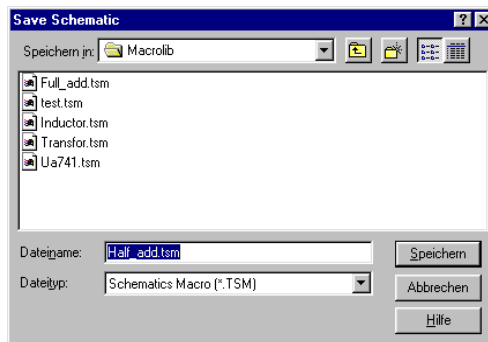 Save Schematic
Speichern in: Macrolib
Full_add.tsm
test.tsm
Inductor.tsm
Transfor.tsm
Ua741.tsm
Dateiname: Half_add.tsm Speichern
Dateityp: Schematics Macro (*.TSM) Abbrechen
Hilfe